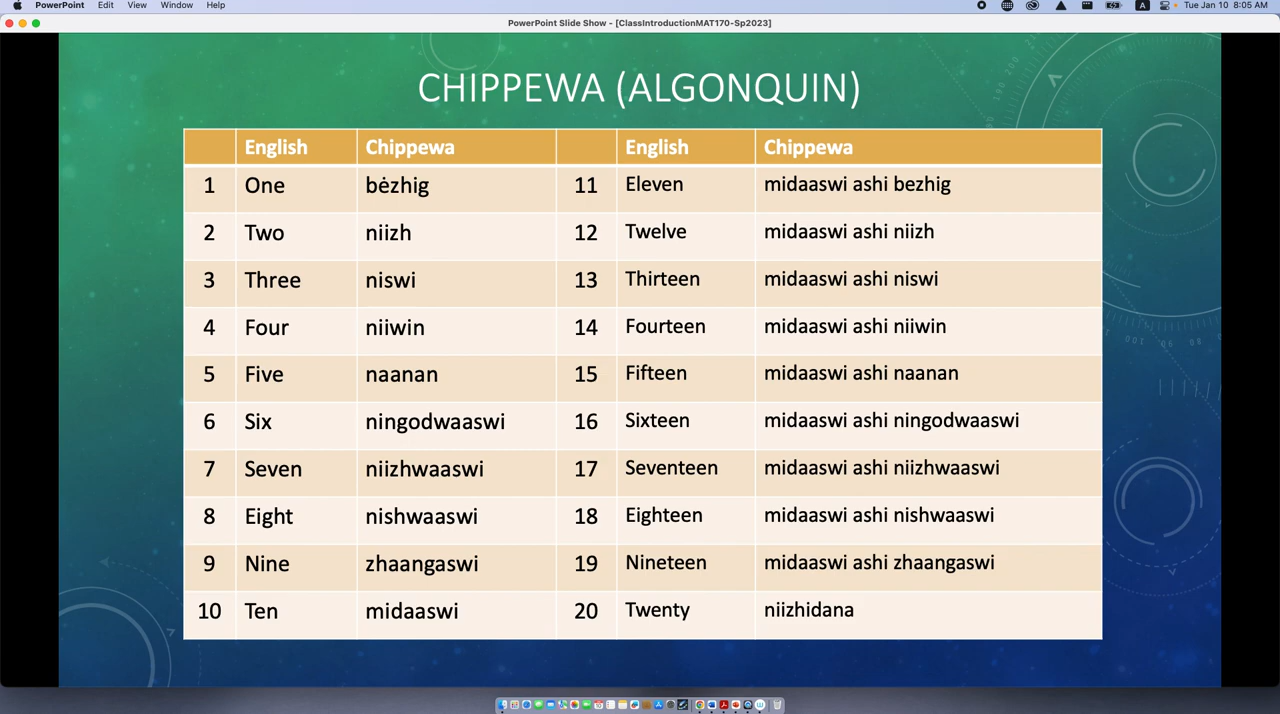 PowerPoint Edit View Window Help A Tue Jan 10 8:05 AM
PowerPoint Slide Show - [ClassIntroductionMAT170-Sp2023]
CHIPPEWA (ALGONQUIN)
English Chippewa English Chippewa
1 One bėzhig 11 Eleven midaaswi ashi bezhig
2 Two niizh 12 Twelve midaaswi ashi niizh
3 Three niswi 13 Thirteen midaaswi ashi niswi
4 Four niiwin 14 Fourteen midaaswi ashi niiwin
5 Five naanan 15 Fifteen midaaswi ashi naanan
6 Six ningodwaaswi 16 Sixteen midaaswi ashi ningodwaaswi
7 Seven niizhwaaswi 17 Seventeen midaaswi ashi niizhwaaswi
8 Eight nishwaaswi 18 Eighteen midaaswi ashi nishwaaswi
9 Nine zhaangaswi 19 Nineteen midaaswi ashi zhaangaswi
10 Ten midaaswi 20 Twenty niizhidana